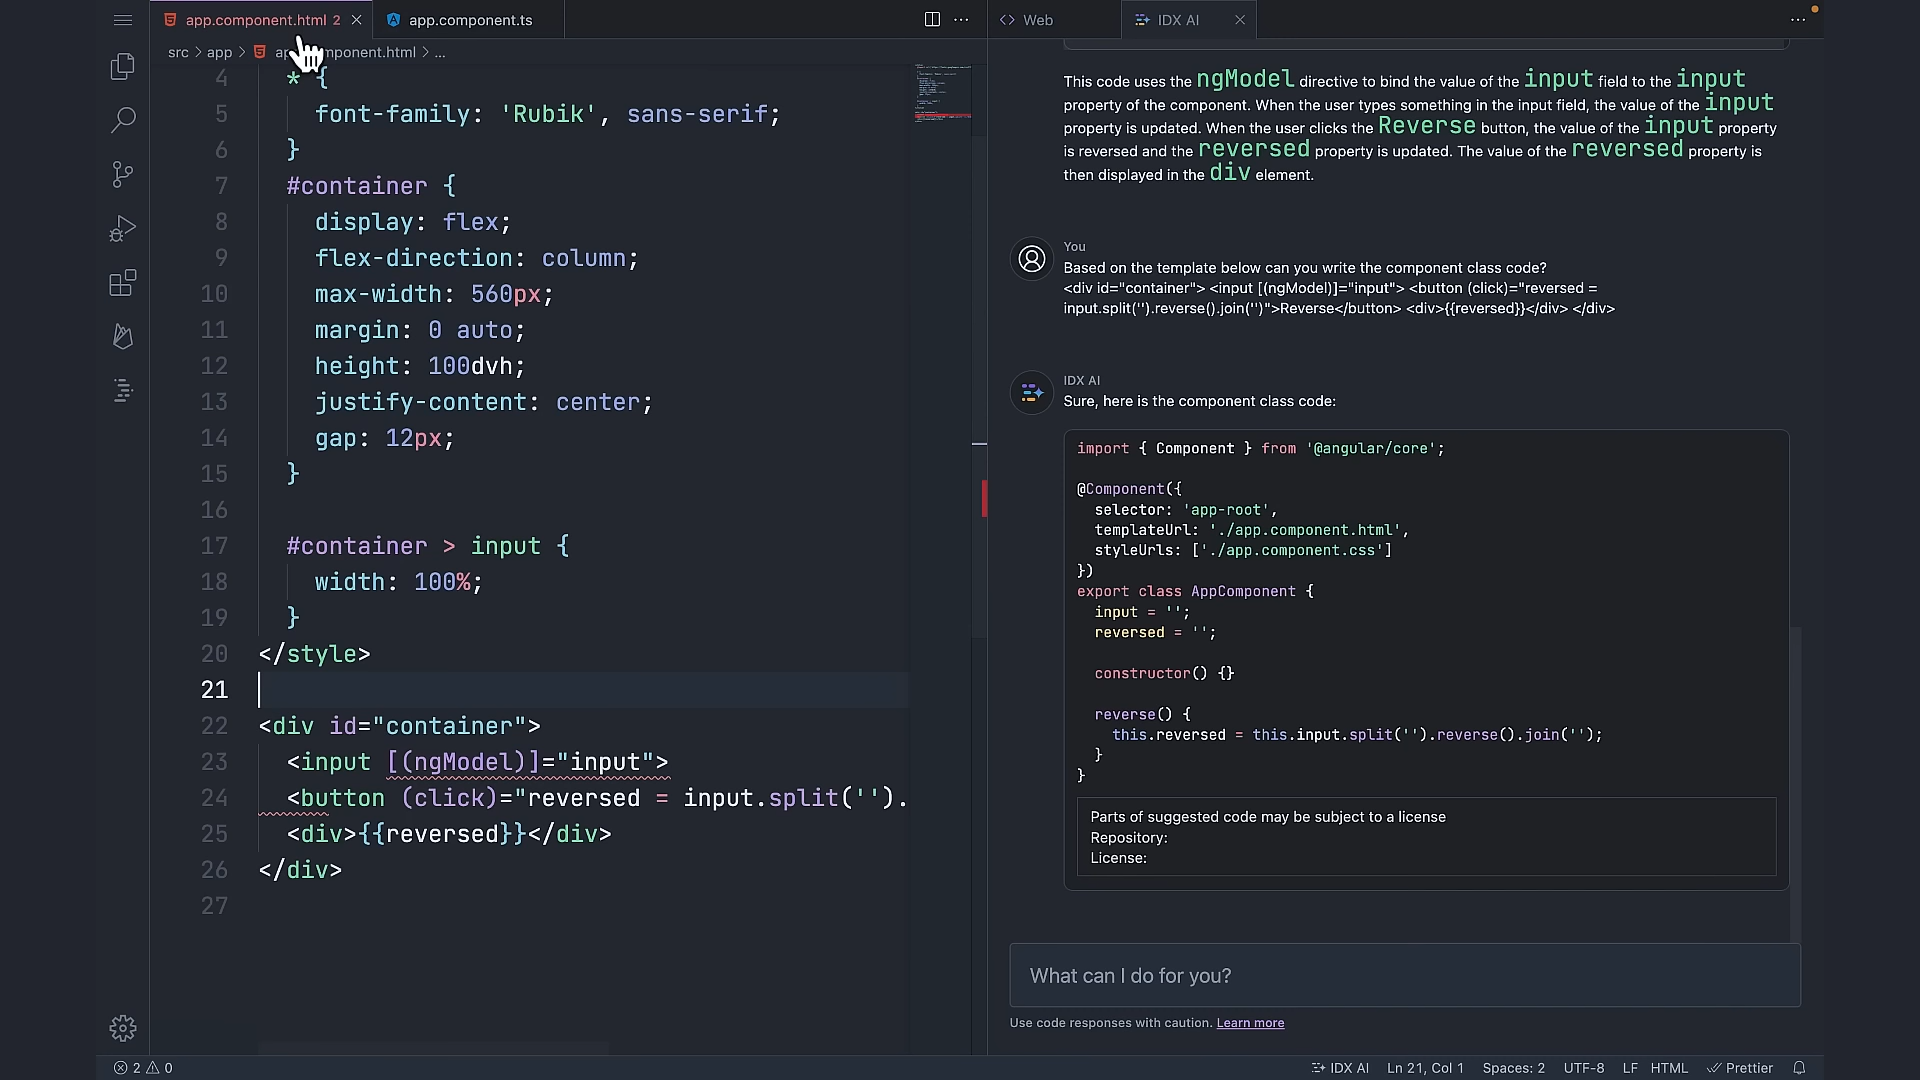 app.component.html 2
app.component.ts
src > app > component.html > ...
4 * {
5 font-family: 'Rubik', sans-serif;
6 }
7 #container {
8 display: flex;
9 flex-direction: column;
10 max-width: 560px;
11 margin: 0 auto;
12 height: 100dvh;
13 justify-content: center;
14 gap: 12px;
15 }
16
17 #container > input {
18 width: 100%;
19 }
20 </style>
21
22 <div id="container">
23 <input [(ngModel)]="input">
24 <button (click)="reversed = input.split('').
25 <div>{{reversed}}</div>
26 </div>
27
Web
IDX AI
This code uses the ngModel directive to bind the value of the input field to the input
property of the component. When the user types something in the input field, the value of the input
property is updated. When the user clicks the Reverse button, the value of the input property
is reversed and the reversed property is updated. The value of the reversed property is
then displayed in the div element.
You
Based on the template below can you write the component class code?
<div id="container"> <input [(ngModel)]="input"> <button (click)="reversed =
input.split('').reverse().join('')">Reverse</button> <div>{{reversed}}</div> </div>
IDX AI
Sure, here is the component class code:
import { Component } from '@angular/core';
@Component({
selector: 'app-root',
templateUrl: './app.component.html',
styleUrls: ['./app.component.css']
})
export class AppComponent {
input = '';
reversed = '';
constructor() {}
reverse() {
this.reversed = this.input.split('').reverse().join('');
}
}
Parts of suggested code may be subject to a license
Repository:
License:
What can I do for you?
Use code responses with caution. Learn more
2 0
IDX AI
Ln 21, Col 1
Spaces: 2
UTF-8
LF
HTML
Prettier